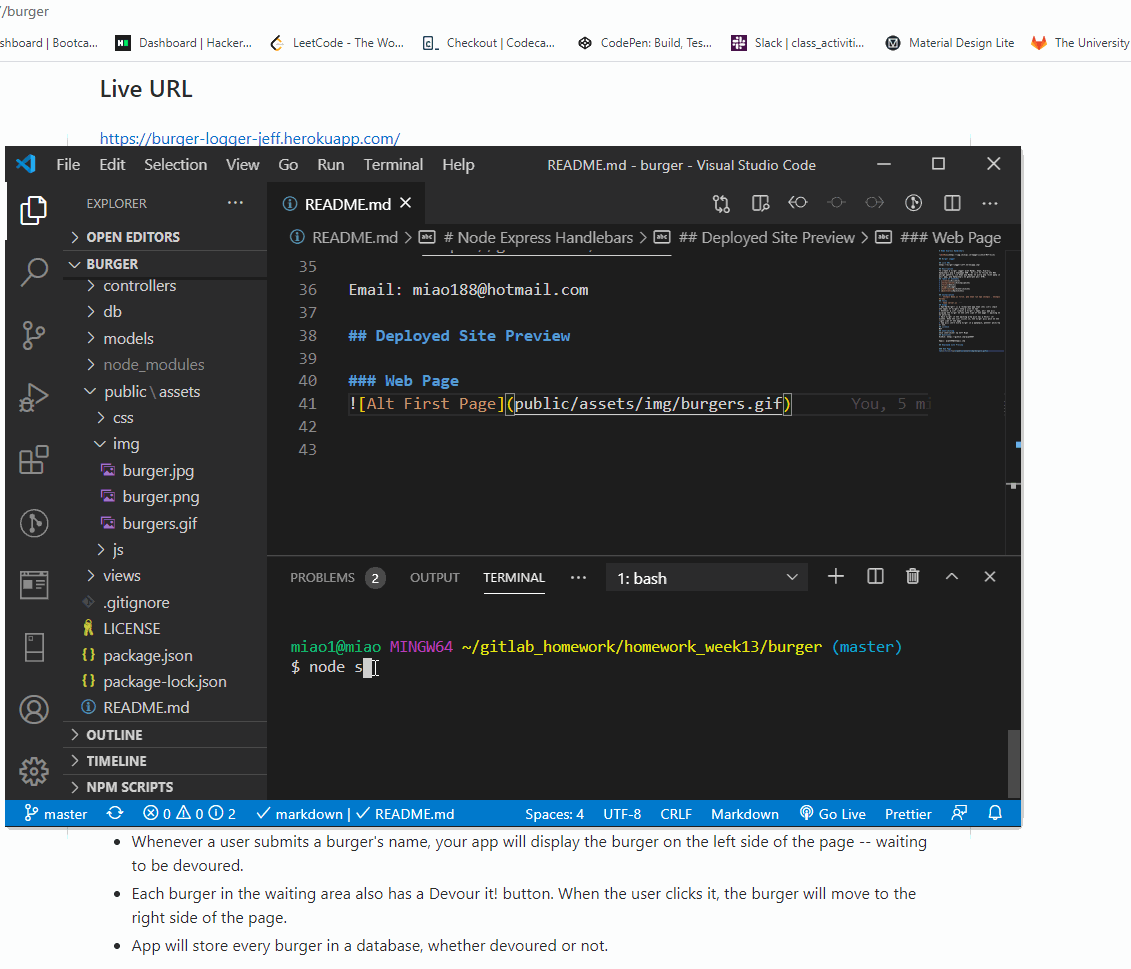 //burger
shboard | Bootca...
Dashboard | Hacker...
LeetCode - The Wo...
Checkout | Codeca...
CodePen: Build, Tes...
Slack | class_activiti...
Material Design Lite
The University
Live URL
https://burger-logger-jeff.herokuapp.com/
File Edit Selection View Go Run Terminal Help
README.md - burger - Visual Studio Code
EXPLORER
OPEN EDITORS
BURGER
controllers
db
models
node_modules
public\assets
css
img
burger.jpg
burger.png
burgers.gif
js
views
.gitignore
LICENSE
package.json
package-lock.json
README.md
OUTLINE
TIMELINE
NPM SCRIPTS
README.md
README.md > # Node Express Handlebars > ## Deployed Site Preview > ### Web Page
35
36 Email: miao188@hotmail.com
37
38 ## Deployed Site Preview
39
40 ### Web Page
41 ![Alt First Page](public/assets/img/burgers.gif) You, 5 mi
42
43
PROBLEMS 2 OUTPUT TERMINAL ... 1: bash
miao1@miao MINGW64 ~/gitlab_homework/homework_week13/burger (master)
$ node s
master 0 0 2 markdown | README.md Spaces: 4 UTF-8 CRLF Markdown Go Live Prettier
Whenever a user submits a burger's name, your app will display the burger on the left side of the page -- waiting
to be devoured.
Each burger in the waiting area also has a Devour it! button. When the user clicks it, the burger will move to the
right side of the page.
App will store every burger in a database, whether devoured or not.